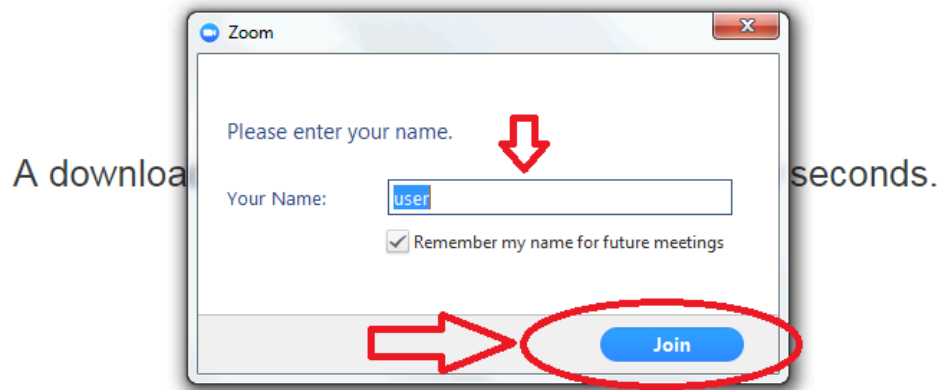 Zoom
Please enter your name.
A downloa seconds.
Your Name: user
Remember my name for future meetings
Join